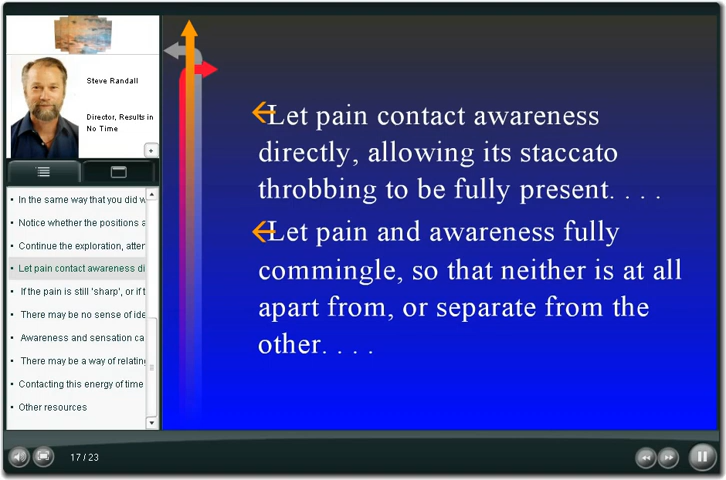 Steve Randall
Director, Results in
No Time
In the same way that you did w
Notice whether the positions a
Continue the exploration, atter
Let pain contact awareness di
If the pain is still 'sharp', or if t
There may be no sense of ide
Awareness and sensation ca
There may be a way of relating
Contacting this energy of time
Other resources
Let pain contact awareness
directly, allowing its staccato
throbbing to be fully present. . . .
Let pain and awareness fully
commingle, so that neither is at all
apart from, or separate from the
other. . . .
17 / 23